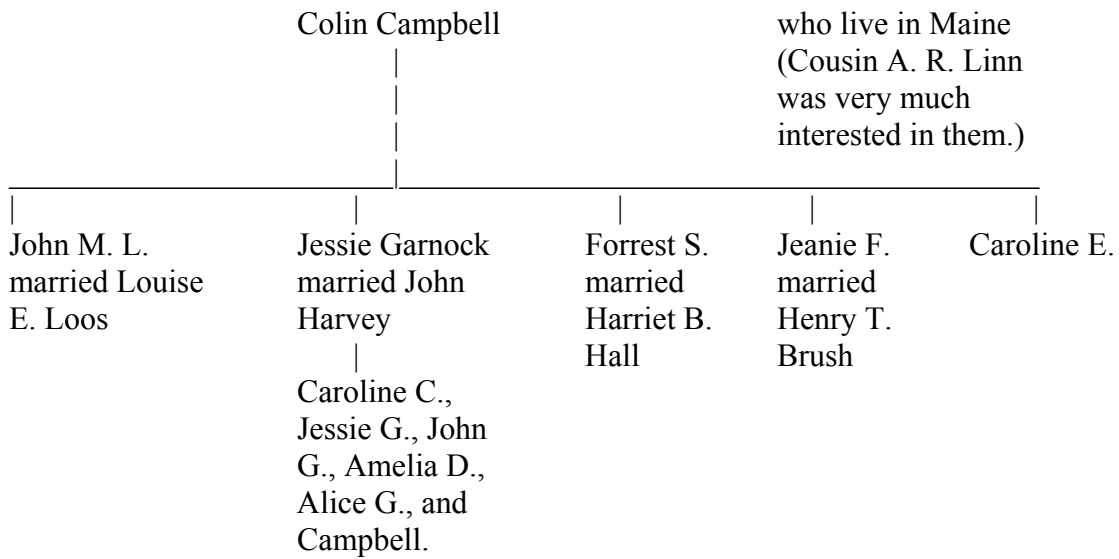 Colin Campbell
who live in Maine
(Cousin A. R. Linn
was very much
interested in them.)
John M. L.
married Louise
E. Loos
Jessie Garnock
married John
Harvey
Caroline C.,
Jessie G., John
G., Amelia D.,
Alice G., and
Campbell.
Forrest S.
married
Harriet B.
Hall
Jeanie F.
married
Henry T.
Brush
Caroline E.